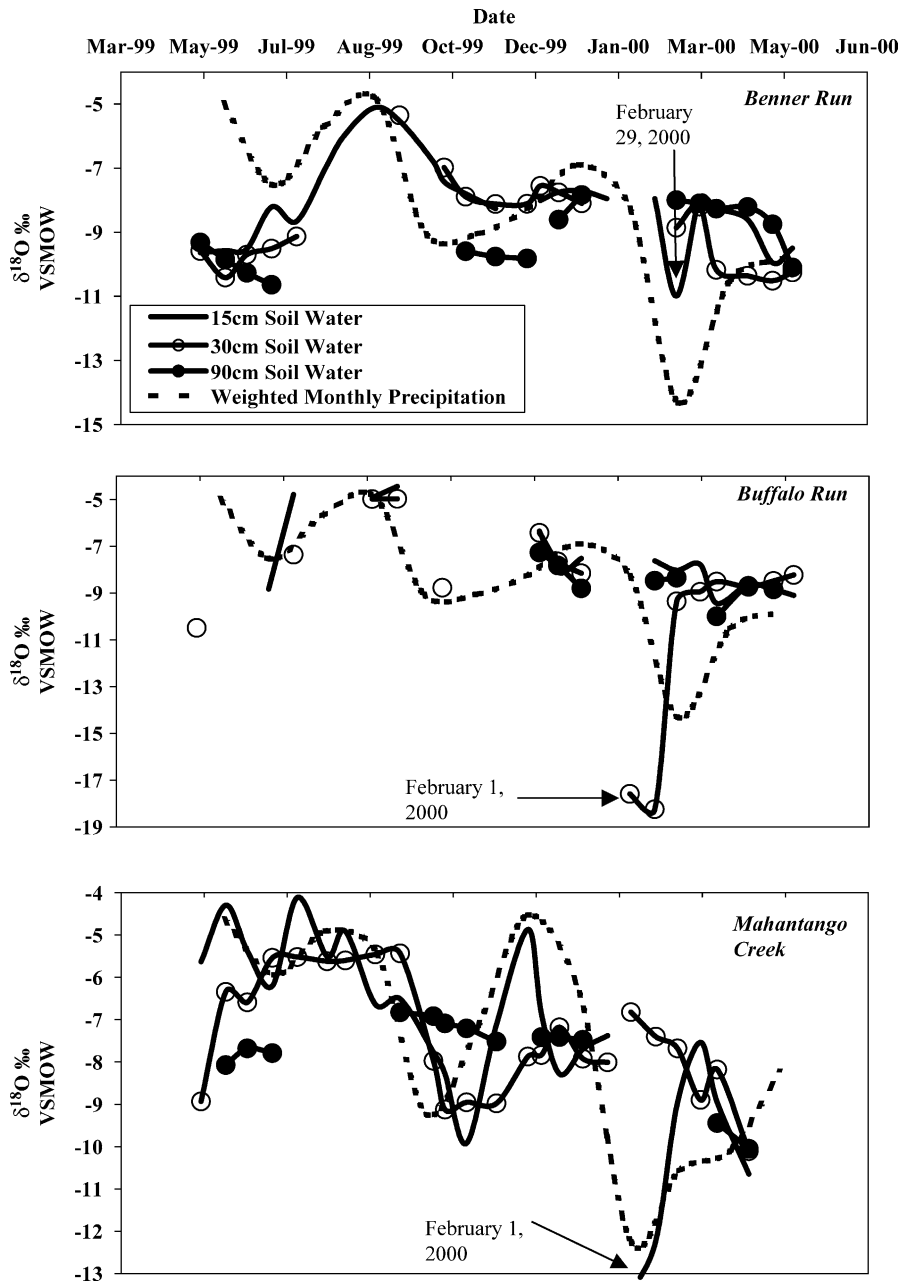 Date
Mar-99 May-99 Jul-99 Aug-99 Oct-99 Dec-99 Jan-00 Mar-00 May-00 Jun-00
Benner Run
February
29, 2000
δ18O ‰
VSMOW
-5
-7
-9
-11
-13
-15
15cm Soil Water
30cm Soil Water
90cm Soil Water
Weighted Monthly Precipitation
Buffalo Run
δ18O ‰
VSMOW
-5
-7
-9
-11
-13
-15
-17
-19
February 1,
2000
Mahantango
Creek
δ18O ‰
VSMOW
-4
-5
-6
-7
-8
-9
-10
-11
-12
-13
February 1,
2000